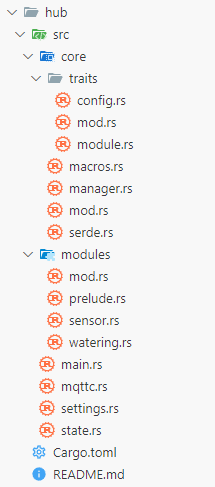 hub
src
core
traits
config.rs
mod.rs
module.rs
macros.rs
manager.rs
mod.rs
serde.rs
modules
mod.rs
prelude.rs
sensor.rs
watering.rs
main.rs
mqttc.rs
settings.rs
state.rs
Cargo.toml
README.md